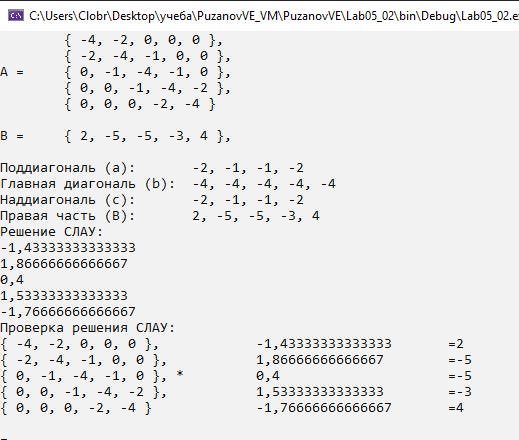 C:\Users\Clobr\Desktop\учеба\PuzanovVE_VM\PuzanovVE\Lab05_02\bin\Debug\Lab05_02.ex
{ -4, -2, 0, 0, 0 },
{ -2, -4, -1, 0, 0 },
A = { 0, -1, -4, -1, 0 },
{ 0, 0, -1, -4, -2 },
{ 0, 0, 0, -2, -4 }
B = { 2, -5, -5, -3, 4 },
Поддиагональ (a): -2, -1, -1, -2
Главная диагональ (b): -4, -4, -4, -4, -4
Наддиагональ (c): -2, -1, -1, -2
Правая часть (B): 2, -5, -5, -3, 4
Решение СЛАУ:
-1,43333333333333
1,86666666666667
0,4
1,53333333333333
-1,76666666666667
Проверка решения СЛАУ:
{ -4, -2, 0, 0, 0 }, -1,43333333333333 =2
{ -2, -4, -1, 0, 0 }, 1,86666666666667 =-5
{ 0, -1, -4, -1, 0 }, * 0,4 =-5
{ 0, 0, -1, -4, -2 }, 1,53333333333333 =-3
{ 0, 0, 0, -2, -4 } -1,76666666666667 =4